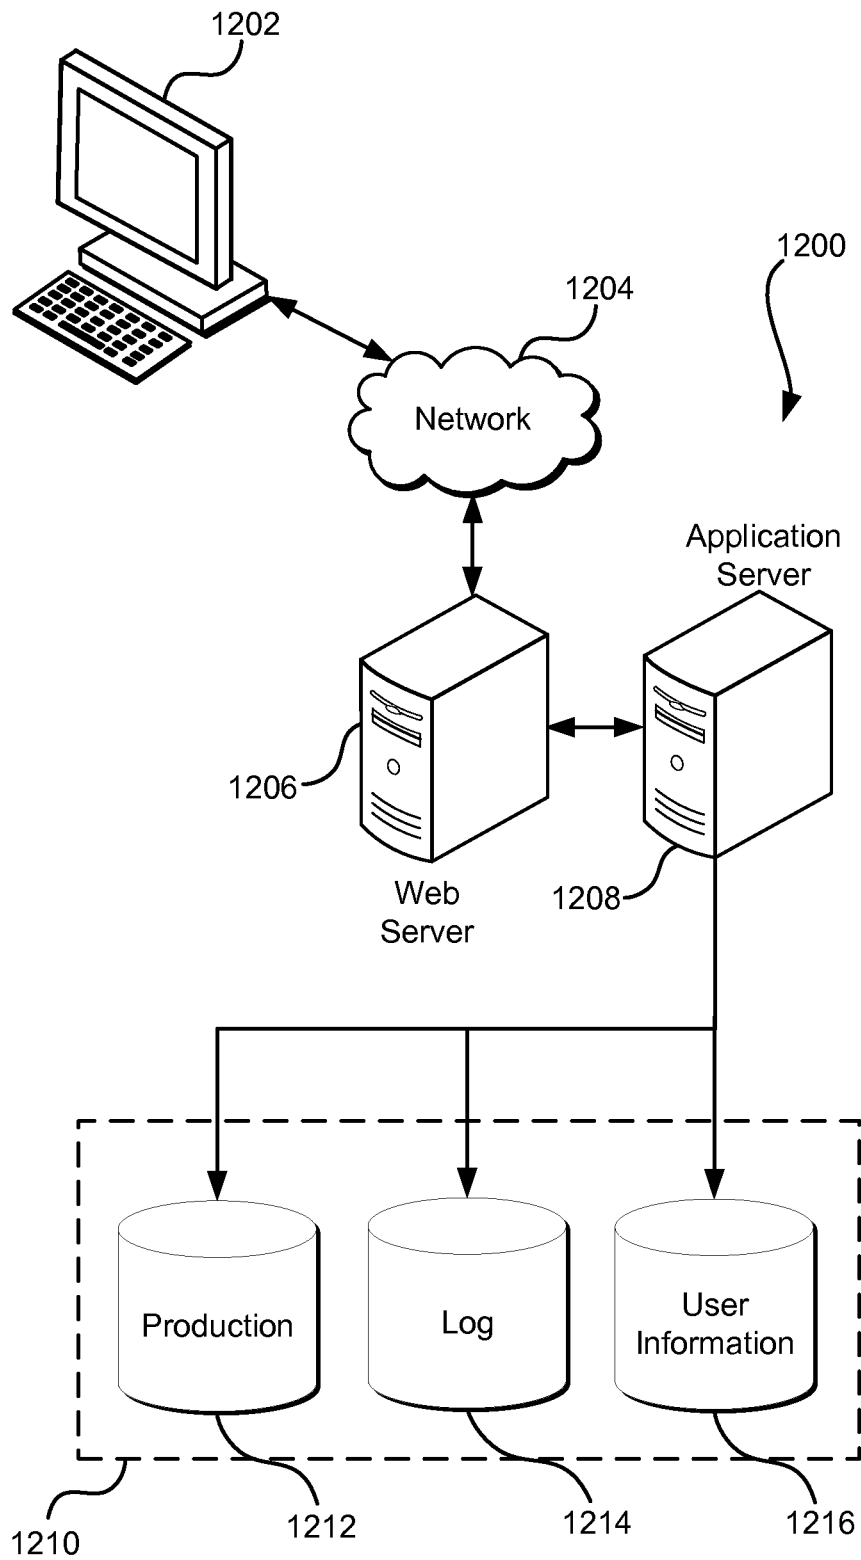 1202
1200
1204
Network
Application
Server
1206
1208
Web
Server
Production
Log
User
Information
1210
1212
1214
1216